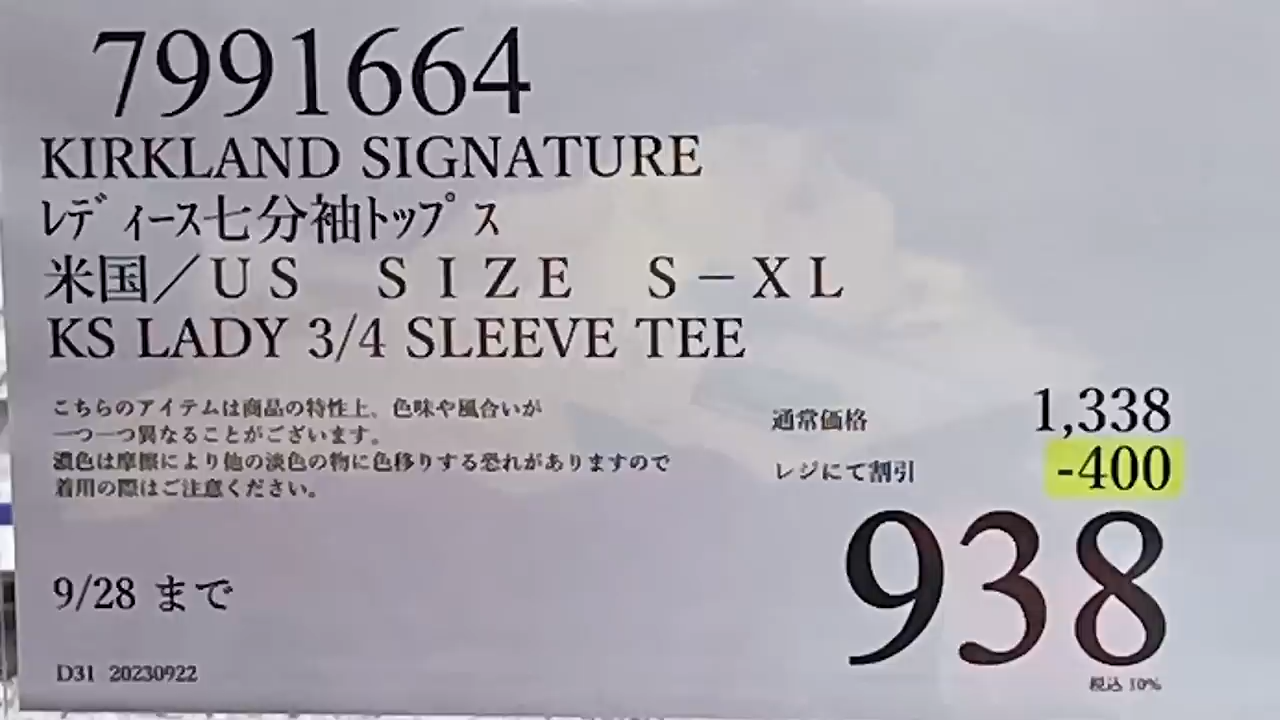 7991664
KIRKLAND SIGNATURE
ﾚﾃﾞｨｰｽ七分袖ﾄｯﾌﾟｽ
米国／ＵＳ　ＳＩＺＥ　Ｓ－ＸＬ
KS LADY 3/4 SLEEVE TEE
こちらのアイテムは商品の特性上、色味や風合いが
一つ一つ異なることがございます。
濃色は摩擦により他の淡色の物に色移りする恐れがありますので
着用の際はご注意ください。
通常価格 1,338
レジにて割引 -400
938
税込 10%
9/28 まで
D31 20230922